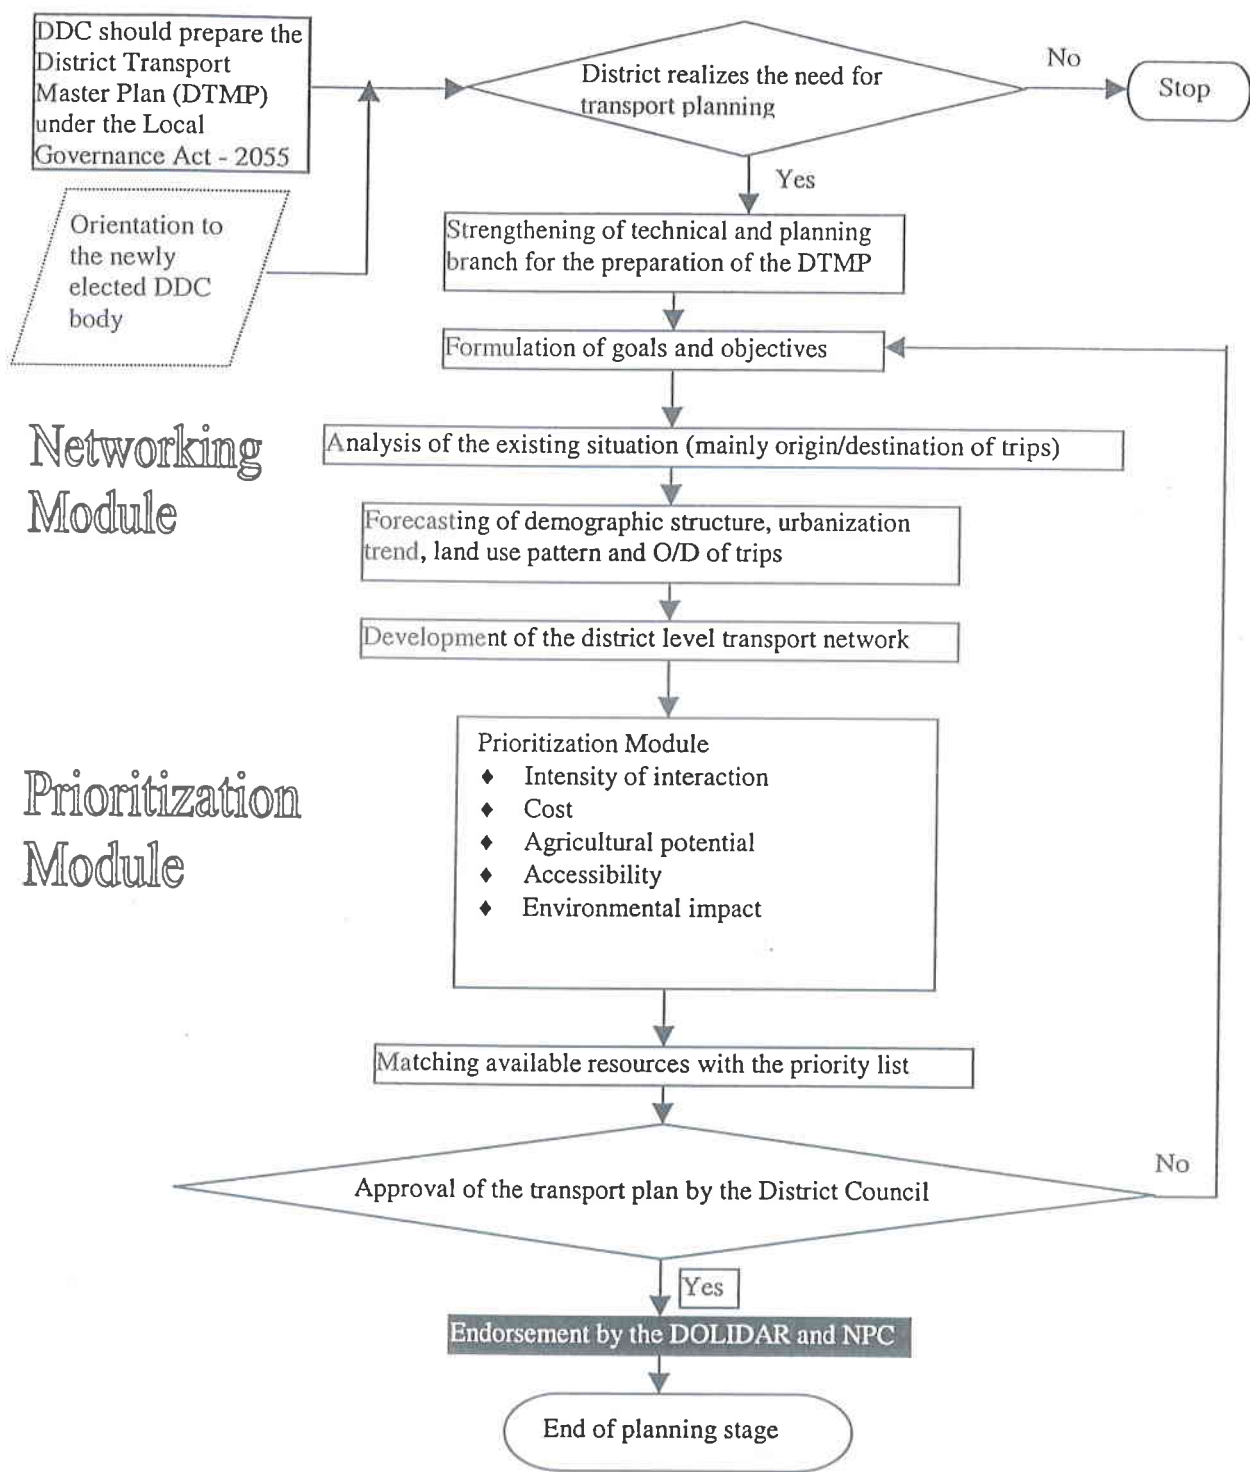 DDC should prepare the
District Transport
Master Plan (DTMP)
under the Local
Governance Act - 2055
District realizes the need for
transport planning
No
Stop
Yes
Orientation to
the newly
elected DDC
body
Strengthening of technical and planning
branch for the preparation of the DTMP
Formulation of goals and objectives
Networking
Module
Analysis of the existing situation (mainly origin/destination of trips)
Forecasting of demographic structure, urbanization
trend, land use pattern and O/D of trips
Development of the district level transport network
Prioritization
Module
Prioritization Module
♦ Intensity of interaction
♦ Cost
♦ Agricultural potential
♦ Accessibility
♦ Environmental impact
Matching available resources with the priority list
Approval of the transport plan by the District Council
No
Yes
Endorsement by the DOLIDAR and NPC
End of planning stage